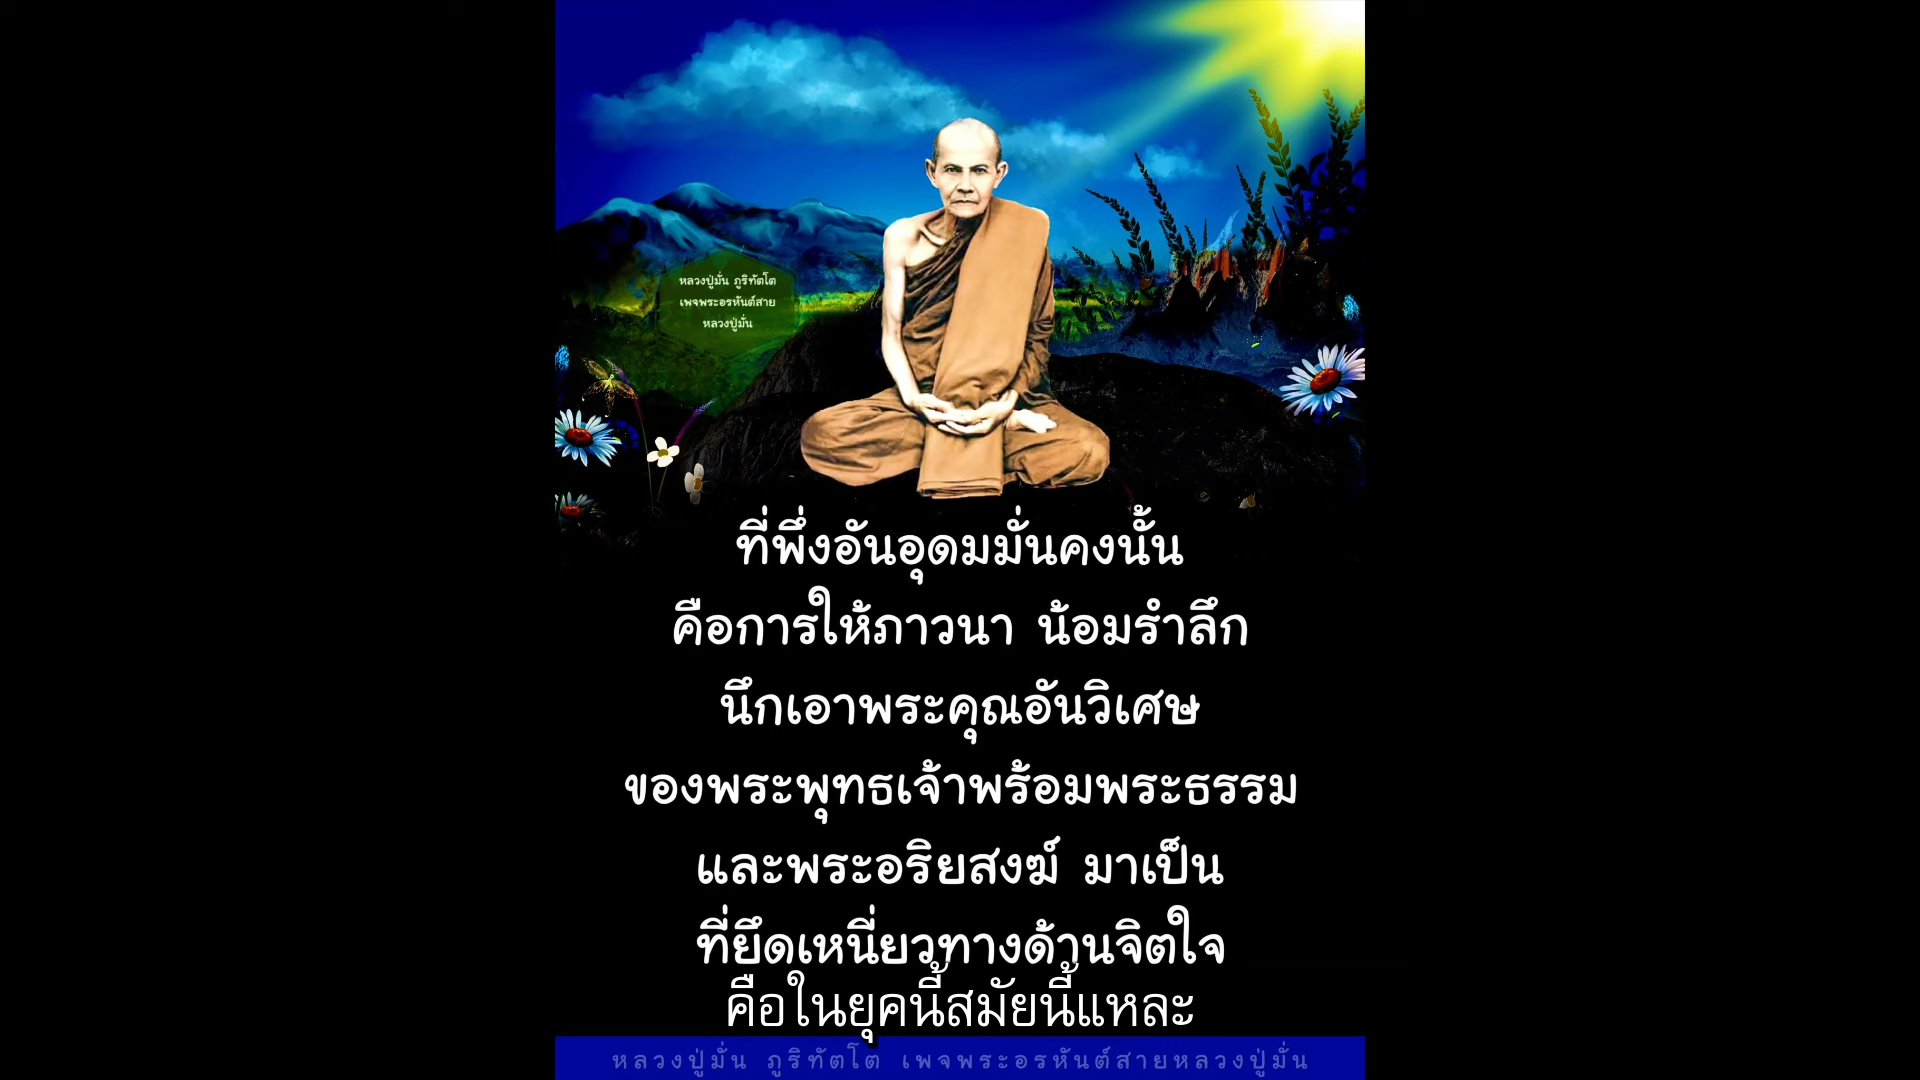 หลวงปู่มั่น ภูริทัตโต
เพจพระอรหันต์สาย
หลวงปู่มั่น
ที่พึ่งอันอุดมมั่นคงนั้น
คือการให้ภาวนา น้อมรำลึก
นึกเอาพระคุณอันวิเศษ
ของพระพุทธเจ้าพร้อมพระธรรม
และพระอริยสงฆ์ มาเป็น
ที่ยึดเหนี่ยวทางด้านจิตใจ
คือในยุคนี้สมัยนี้แหละ
หลวงปู่มั่น ภูริทัตโต เพจพระอรหันต์สายหลวงปู่มั่น